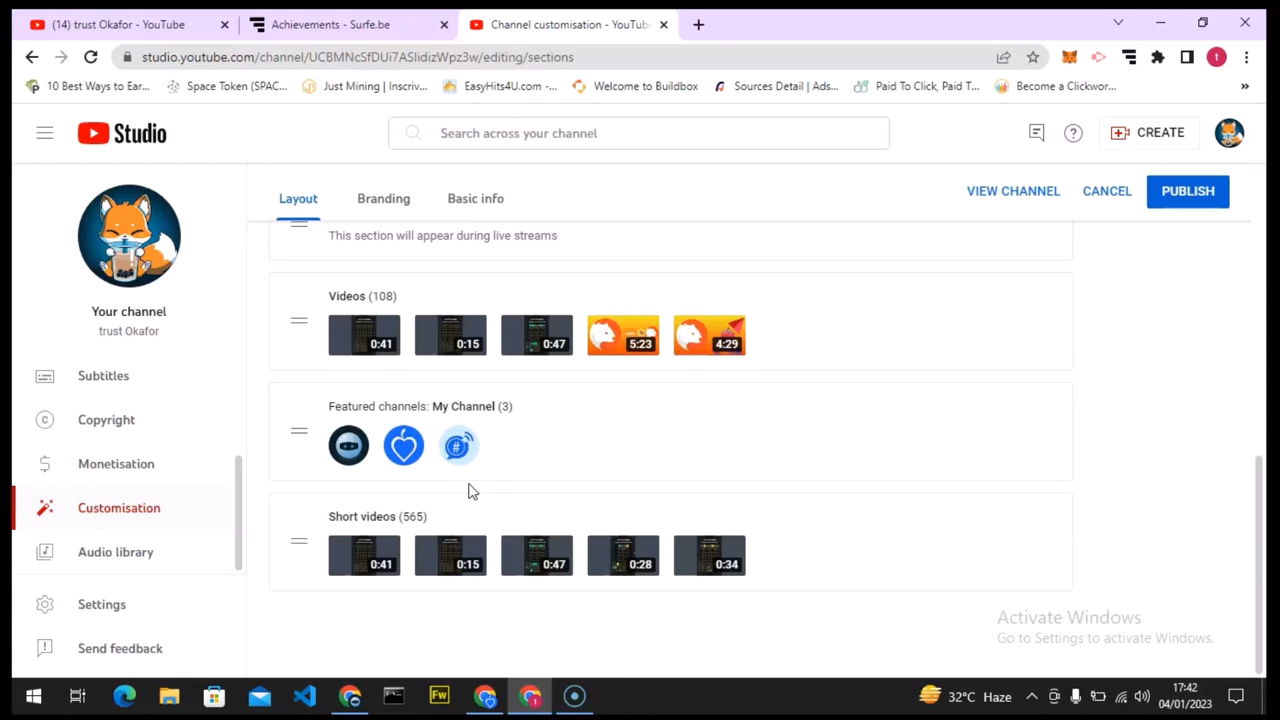 (14) trust Okafor - YouTube
Achievements - Surfe.be
Channel customisation - YouTube
studio.youtube.com/channel/UCBMNcSfDUi7ASlidizWpz3w/editing/sections
t
10 Best Ways to Ear...
Space Token (SPAC...
Just Mining | Inscriv...
EasyHits4U.com -...
Welcome to Buildbox
Sources Detail | Ads...
Paid To Click, Paid T...
Become a Clickwor...
»
Studio
Search across your channel
CREATE
Layout
Branding
Basic info
VIEW CHANNEL
CANCEL
PUBLISH
Your channel
trust Okafor
Subtitles
Copyright
Monetisation
Customisation
Audio library
Settings
Send feedback
This section will appear during live streams
Videos (108)
0:41
0:15
0:47
5:23
4:29
Featured channels: My Channel (3)
#
Short videos (565)
0:41
0:15
0:47
0:28
0:34
Activate Windows
Go to Settings to activate Windows.
Fw
t
32°C Haze
17:42
04/01/2023